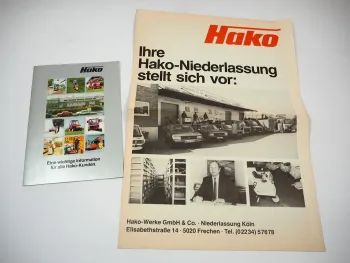 Hako
Eine wichtige Information
für alle Hako-Kunden.
Hako
Ihre
Hako-Niederlassung
stellt sich vor:
Hako-Werke GmbH & Co. · Niederlassung Köln
Elisabethstraße 14 · 5020 Frechen · Tel. (02234) 57678